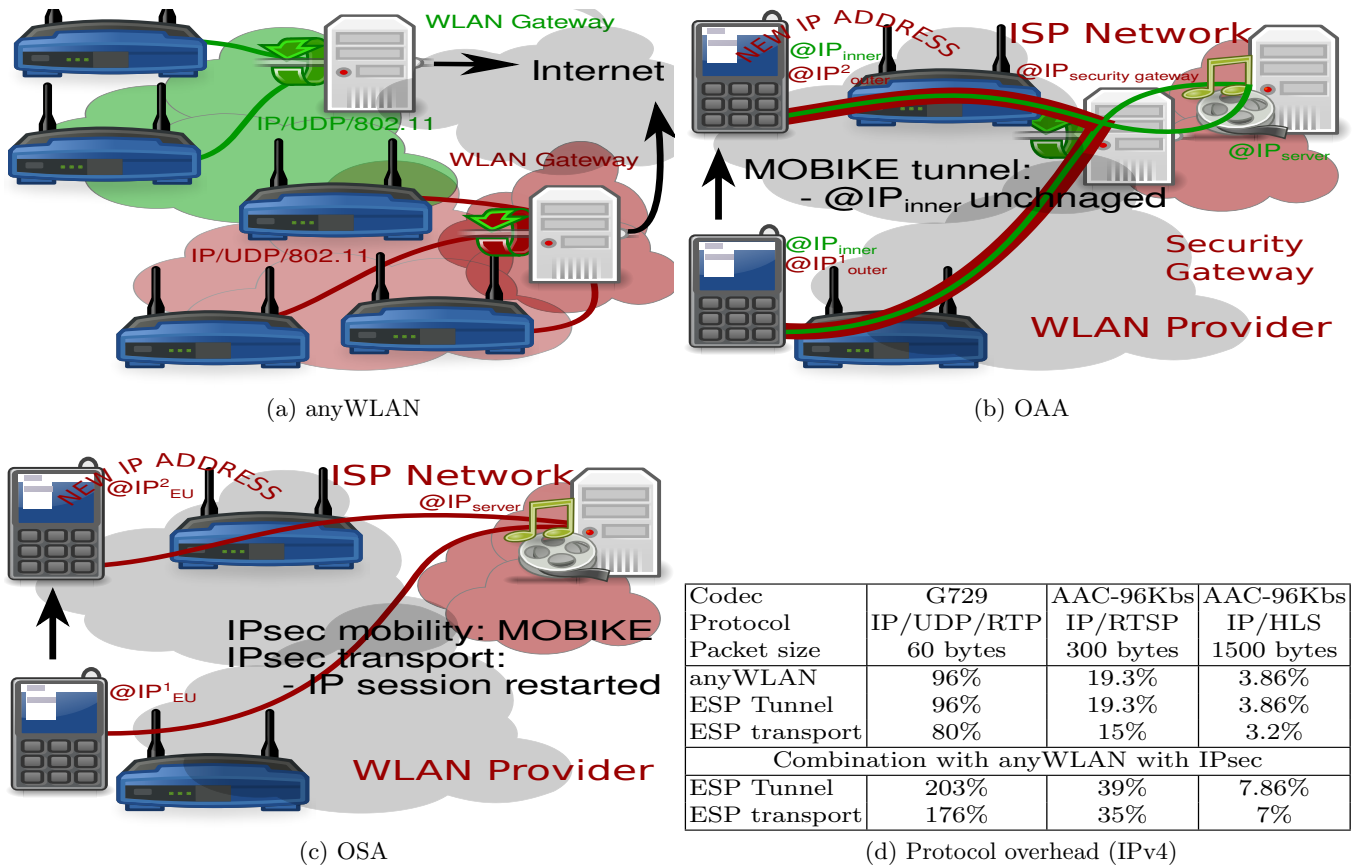 WLAN Gateway
Internet
IP/UDP/802.11
WLAN Gateway
IP/UDP/802.11
(a) anyWLAN
NEW IP ADDRESS
ISP Network
@IPinner
@IP2outer
@IPsecurity gateway
@IPserver
MOBIKE tunnel:
- @IPinner unchnaged
@IPinner
@IP1outer
Security
Gateway
WLAN Provider
(b) OAA
NEW IP ADDRESS
ISP Network
@IP2EU
@IPserver
IPsec mobility: MOBIKE
IPsec transport:
- IP session restarted
@IP1EU
WLAN Provider
(c) OSA
Codec G729 AAC-96Kbs AAC-96Kbs
Protocol IP/UDP/RTP IP/RTSP IP/HLS
Packet size 60 bytes 300 bytes 1500 bytes
anyWLAN 96% 19.3% 3.86%
ESP Tunnel 96% 19.3% 3.86%
ESP transport 80% 15% 3.2%
Combination with anyWLAN with IPsec
ESP Tunnel 203% 39% 7.86%
ESP transport 176% 35% 7%
(d) Protocol overhead (IPv4)